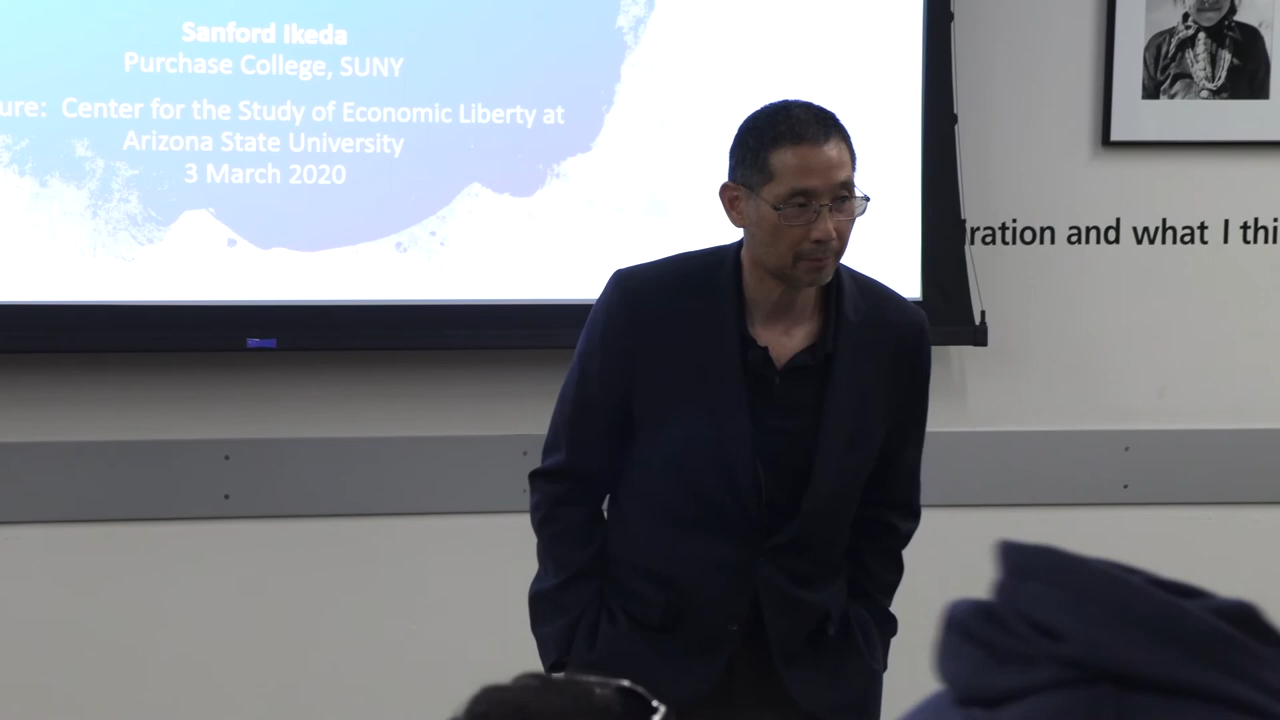 Sanford Ikeda
Purchase College, SUNY
ure: Center for the Study of Economic Liberty at
Arizona State University
3 March 2020
ration and what I thi